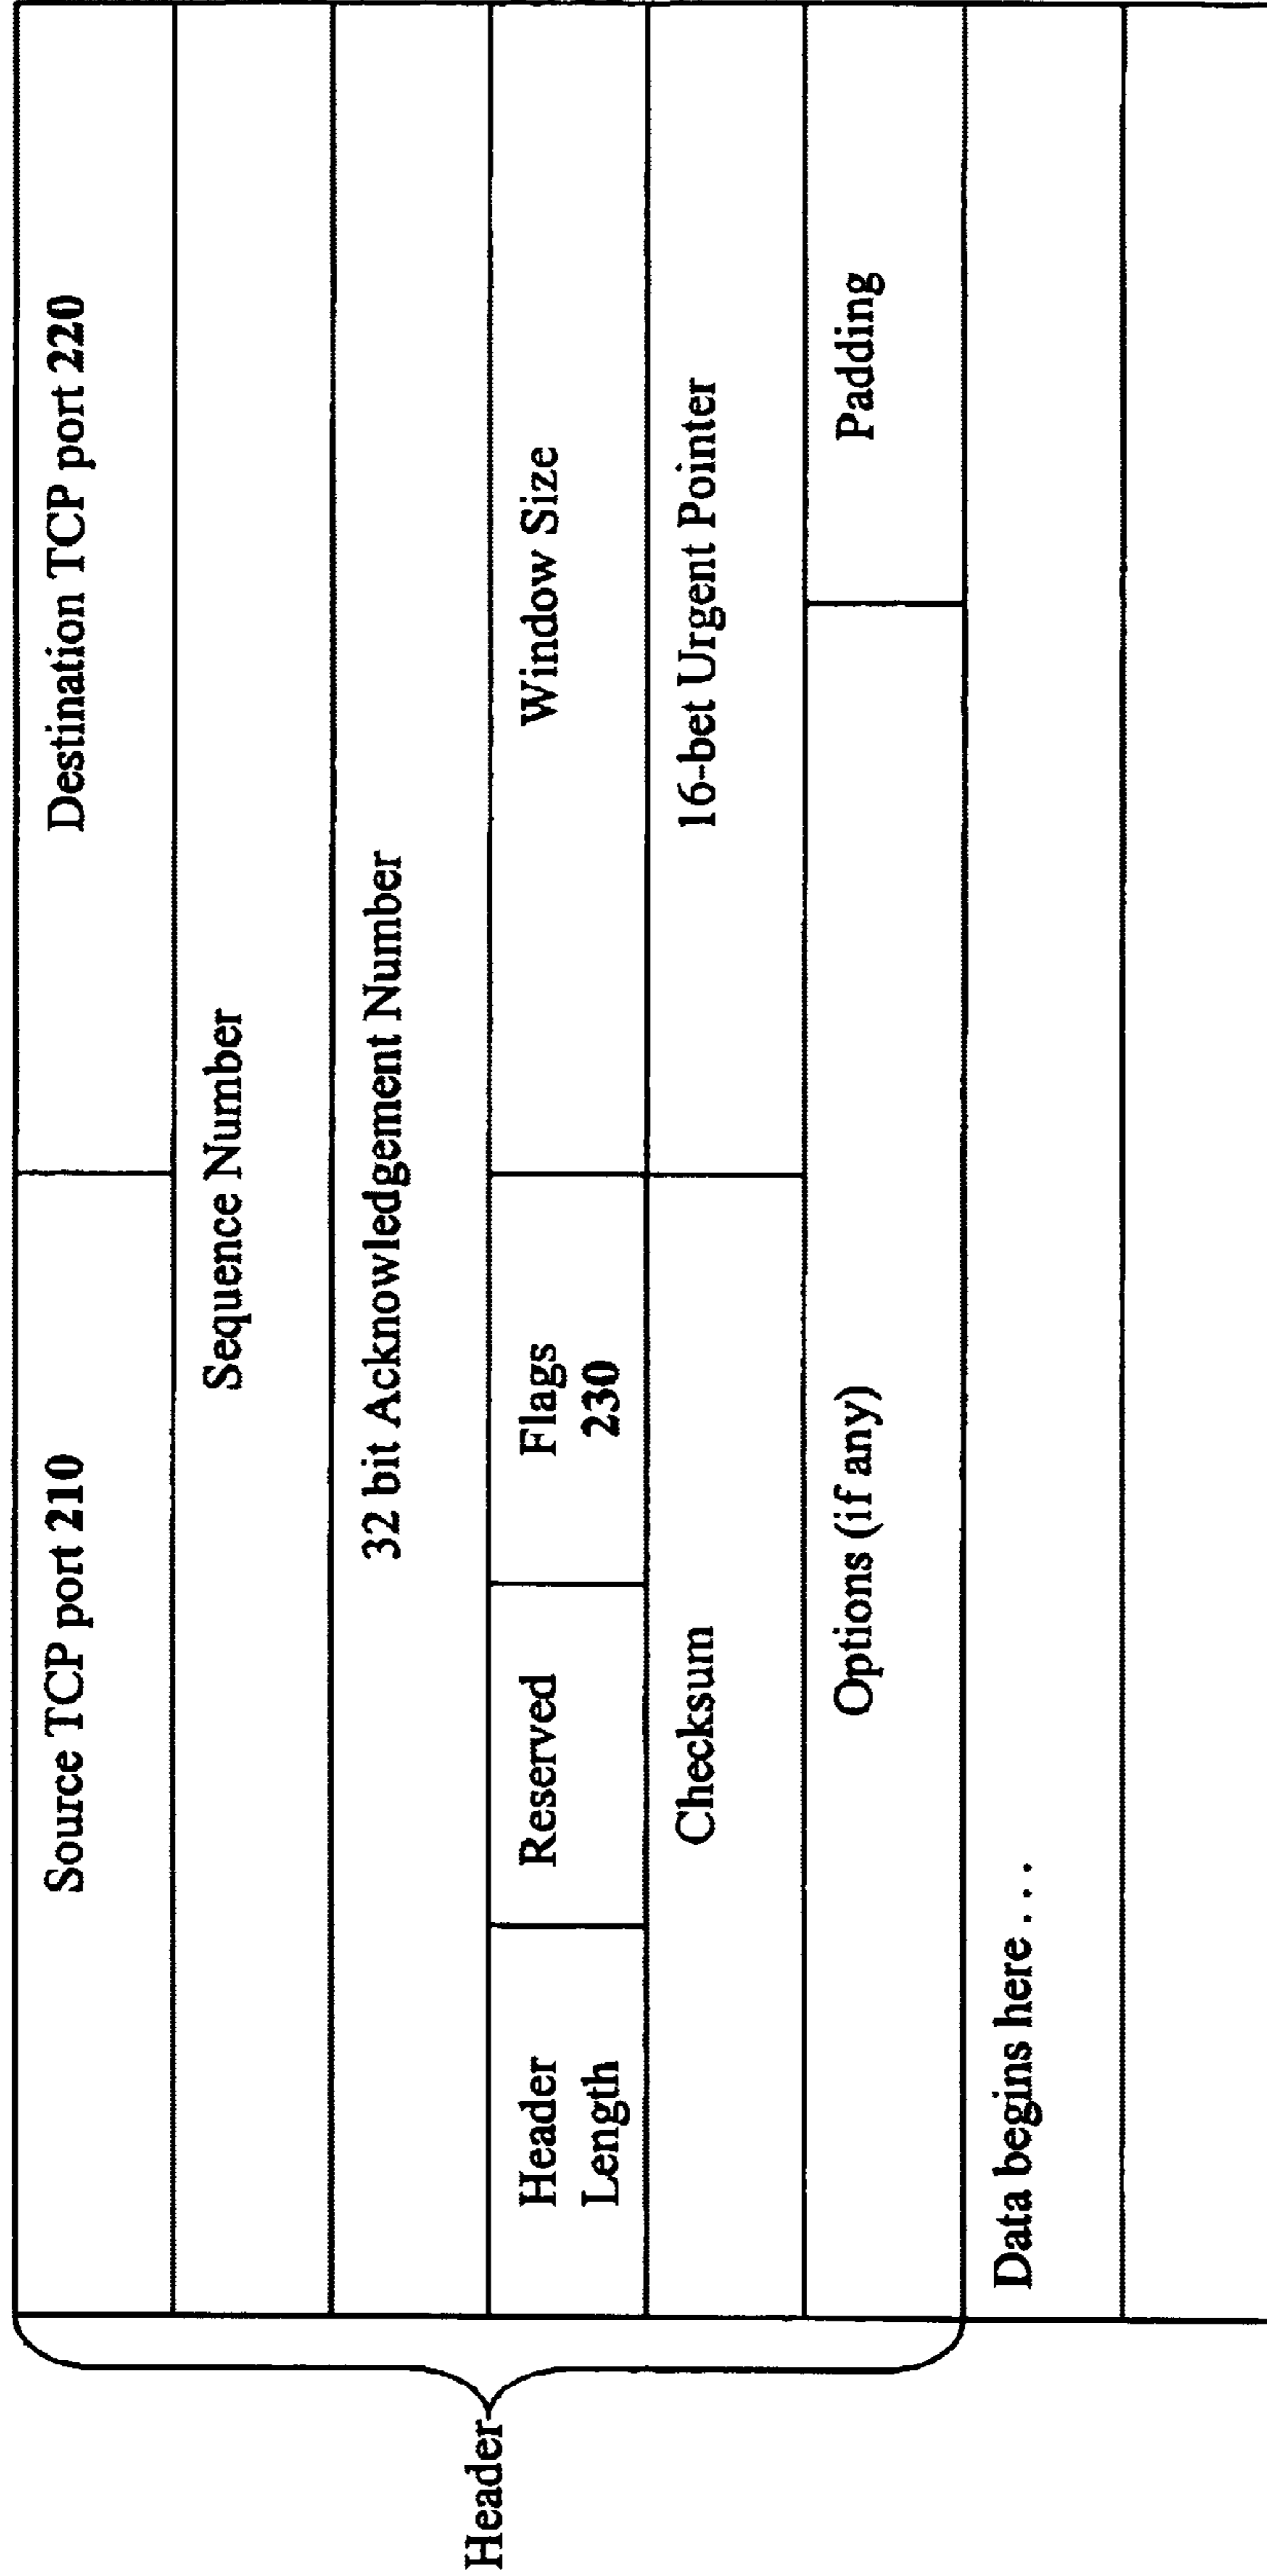 Source TCP port 210
Destination TCP port 220
Sequence Number
32 bit Acknowledgement Number
Header
Header
Length
Reserved
Flags
230
Window Size
Checksum
16-bet Urgent Pointer
Options (if any)
Padding
Data begins here . . .